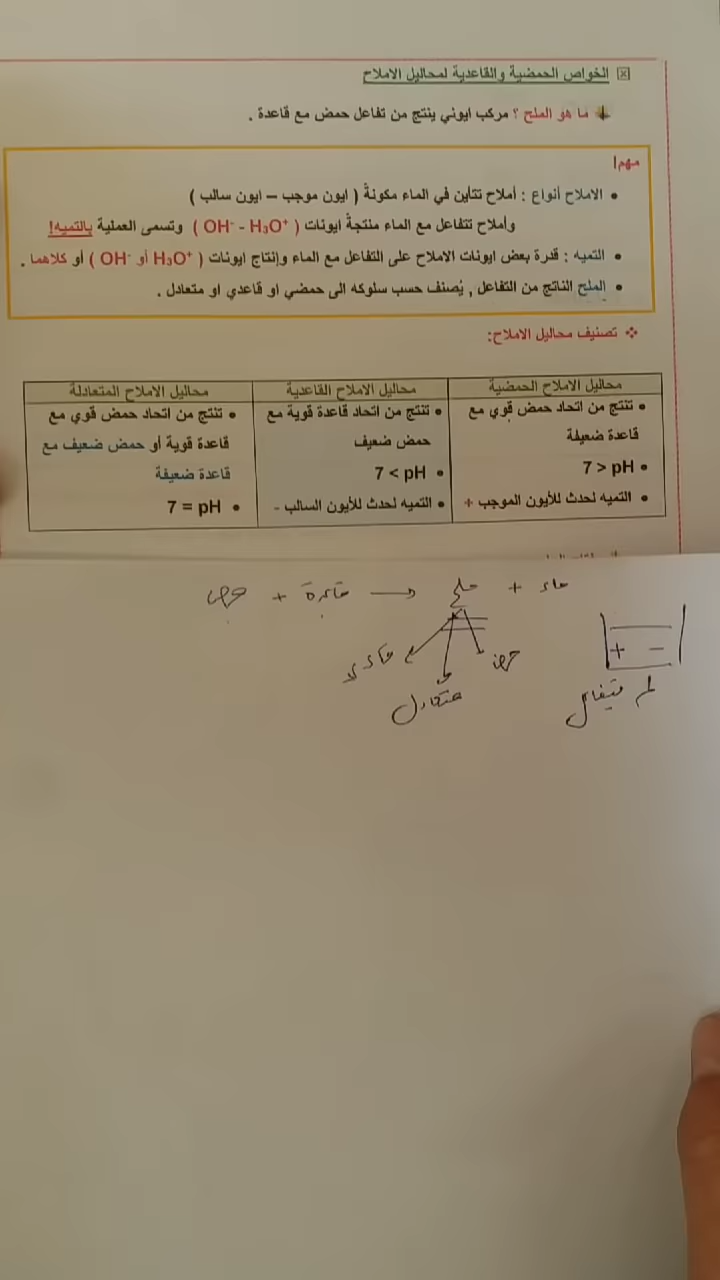 الخواص الحمضية والقاعدية لمحاليل الاملاح
ما هو الملح ؟ مركب ايوني ينتج من تفاعل حمض مع قاعدة .
مهم!
• الاملاح أنواع : أملاح تتأين في الماء مكونةً ( ايون موجب – ايون سالب )
وأملاح تتفاعل مع الماء منتجةً ايونات ( OH⁻ - H₃O⁺ ) وتسمى العملية بالتميه!
• التميه : قدرة بعض ايونات الاملاح على التفاعل مع الماء وإنتاج ايونات ( H₃O⁺ أو OH⁻ ) أو كلاهما .
• الملح الناتج من التفاعل , يُصنف حسب سلوكه الى حمضي او قاعدي او متعادل .
❖ تصنيف محاليل الاملاح:
محاليل الاملاح الحمضية
• تنتج من اتحاد حمض قوي مع
قاعدة ضعيفة
• 7 > pH
• التميه لحدث للأيون الموجب +
محاليل الاملاح القاعدية
• تنتج من اتحاد قاعدة قوية مع
حمض ضعيف
• 7 < pH
• التميه لحدث للأيون السالب -
محاليل الاملاح المتعادلة
• تنتج من اتحاد حمض قوي مع
قاعدة قوية أو حمض ضعيف مع
قاعدة ضعيفة
• 7 = pH
حمض + قاعدة → ملح + ماء
متعادل
+ −
لم